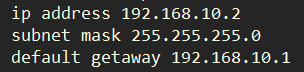 ip address 192.168.10.2
subnet mask 255.255.255.0
default getaway 192.168.10.1